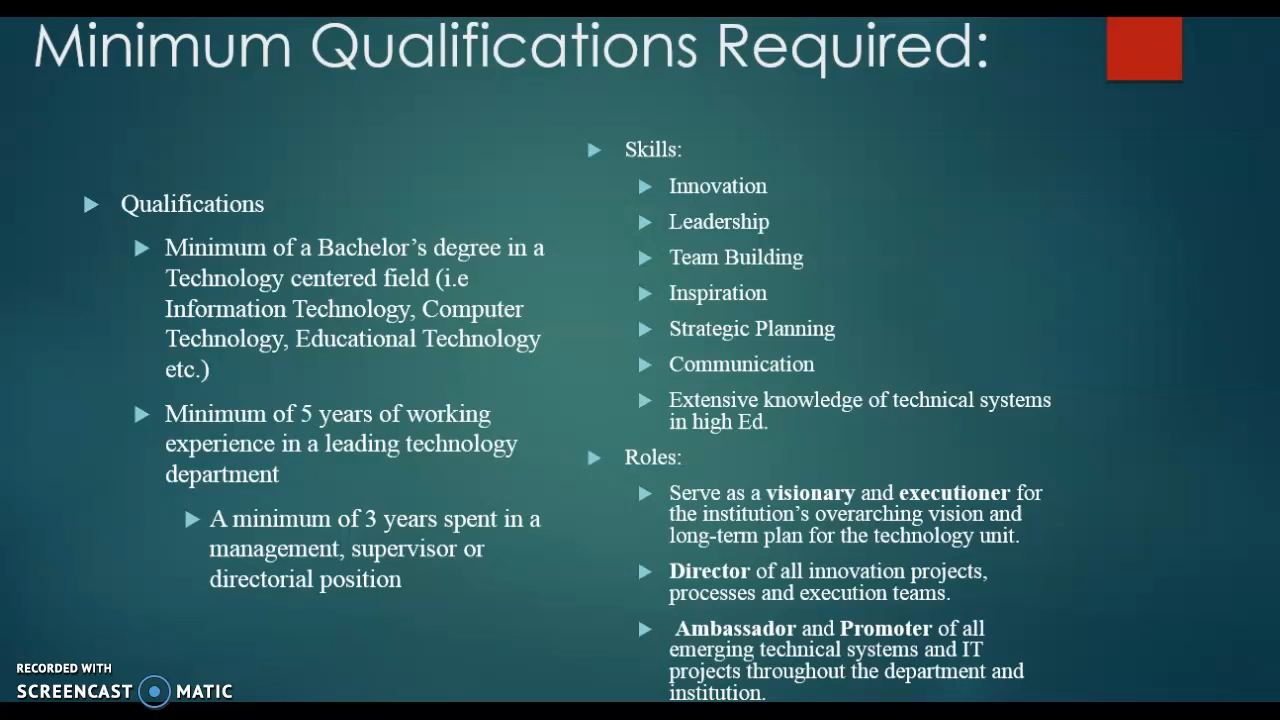 Minimum Qualifications Required:
Qualifications
Minimum of a Bachelor's degree in a
Technology centered field (i.e
Information Technology, Computer
Technology, Educational Technology
etc.)
Minimum of 5 years of working
experience in a leading technology
department
A minimum of 3 years spent in a
management, supervisor or
directorial position
Skills:
Innovation
Leadership
Team Building
Inspiration
Strategic Planning
Communication
Extensive knowledge of technical systems
in high Ed.
Roles:
Serve as a visionary and executioner for
the institution's overarching vision and
long-term plan for the technology unit.
Director of all innovation projects,
processes and execution teams.
Ambassador and Promoter of all
emerging technical systems and IT
projects throughout the department and
institution.
RECORDED WITH
SCREENCAST MATIC